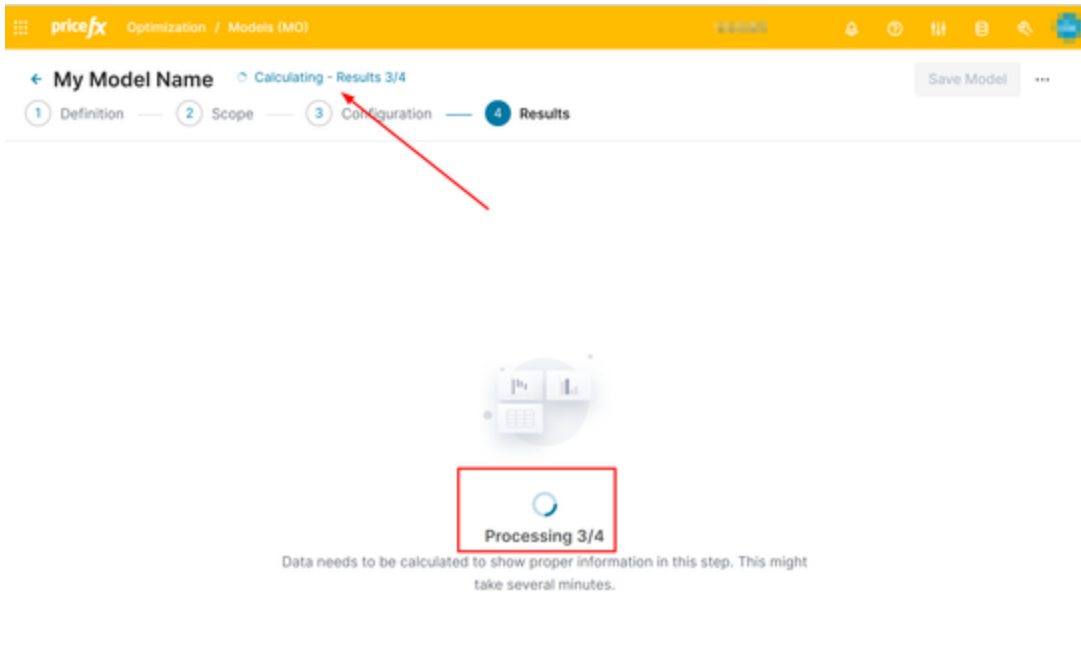 pricefx Optimization / Models (MO)
← My Model Name Calculating - Results 3/4 Save Model ...
1 Definition 2 Scope 3 Configuration 4 Results
Processing 3/4
Data needs to be calculated to show proper information in this step. This might
take several minutes.